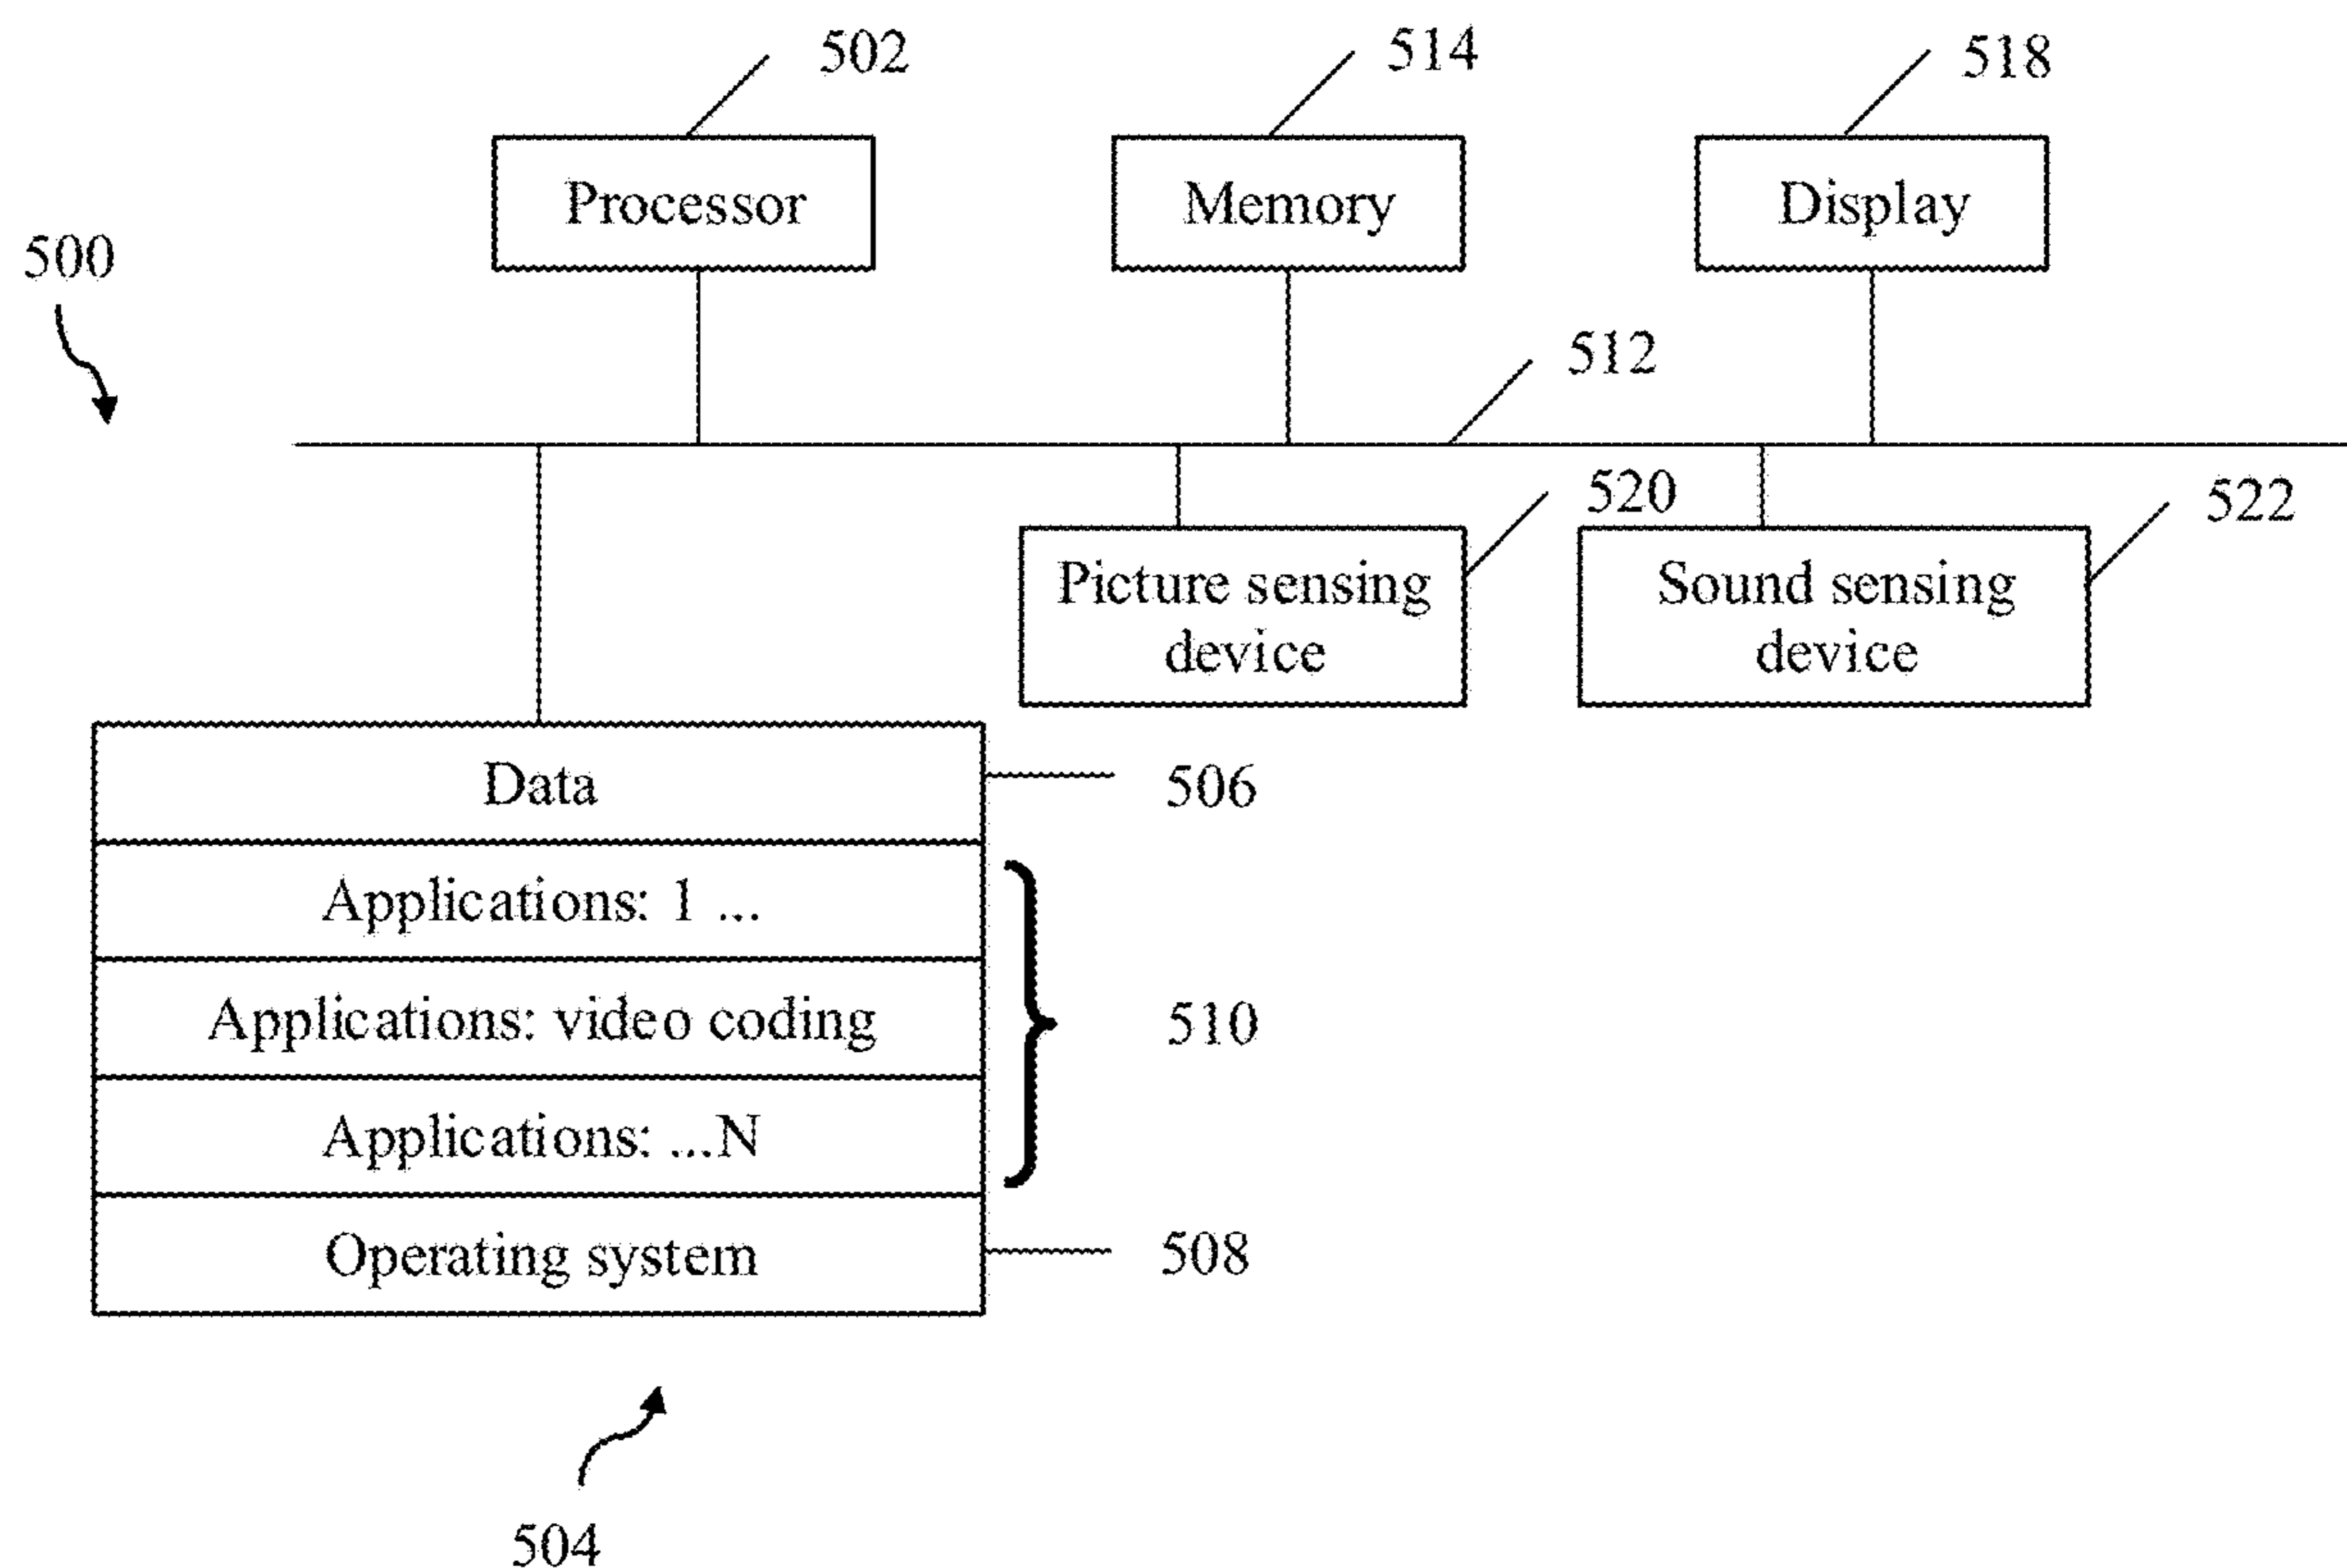 502
514
518
Processor
Memory
Display
500
512
520
522
Picture sensing
device
Sound sensing
device
Data
506
Applications: 1 ...
Applications: video coding
510
Applications: ...N
Operating system
508
504